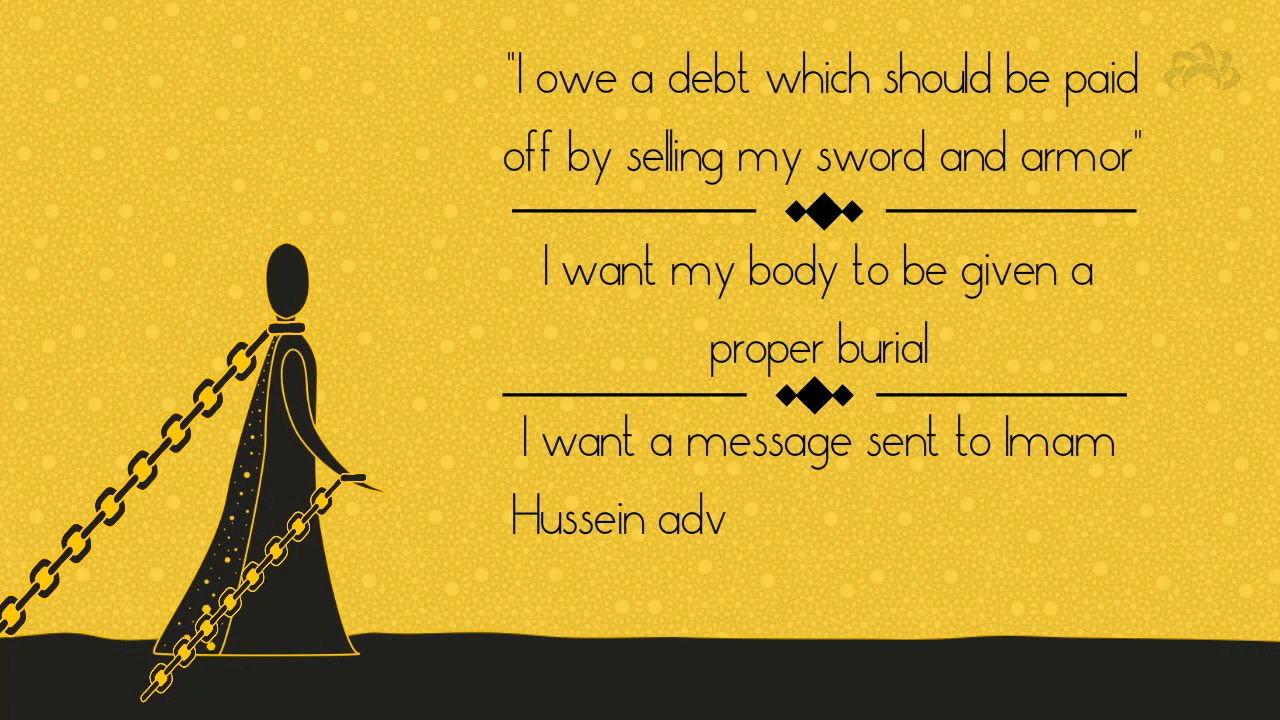 "I owe a debt which should be paid
off by selling my sword and armor"
I want my body to be given a
proper burial
I want a message sent to Imam
Hussein adv